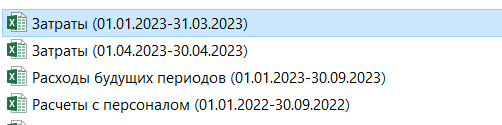 Затраты (01.01.2023-31.03.2023)
Затраты (01.04.2023-30.04.2023)
Расходы будущих периодов (01.01.2023-30.09.2023)
Расчеты с персоналом (01.01.2022-30.09.2022)